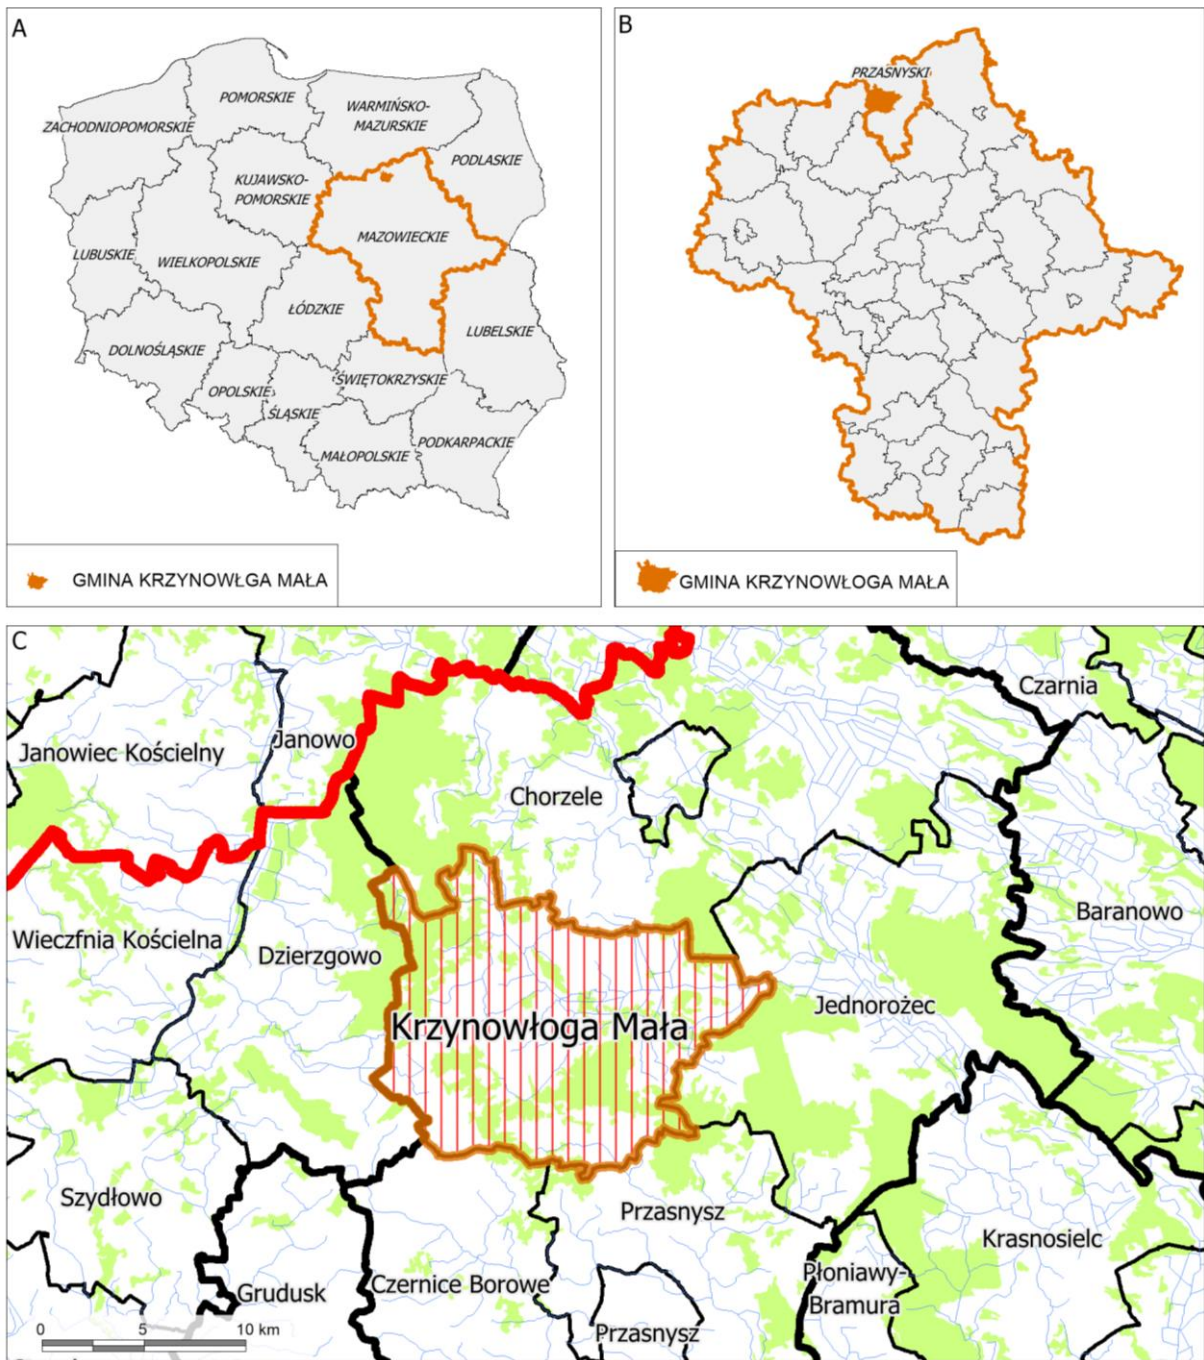 A
POMORSKIE
WARMIŃSKO-
MAZURSKIE
ZACHODNIOPOMORSKIE
PODLASKIE
KUJAWSKO-
POMORSKIE
MAZOWIECKIE
LUBUSKIE
WIELKOPOLSKIE
ŁÓDZKIE
LUBELSKIE
DOLNOŚLĄSKIE
OPOLSKIE
ŚWIĘTOKRZYSKIE
ŚLĄSKIE
PODKARPACKIE
MAŁOPOLSKIE
GMINA KRZYNOWŁGA MAŁA
B
PRZASNYSKI
GMINA KRZYNOWŁOGA MAŁA
C
Czarnia
Janowo
Janowiec Kościelny
Chorzele
Baranowo
Wieczfnia Kościelna
Dzierzgowo
Jednorożec
Krzynowłoga Mała
Szydłowo
Przasnysz
Krasnosielc
Płoniawy-
Bramura
Grudusk
Czernice Borowe
Przasnysz
0 5 10 km